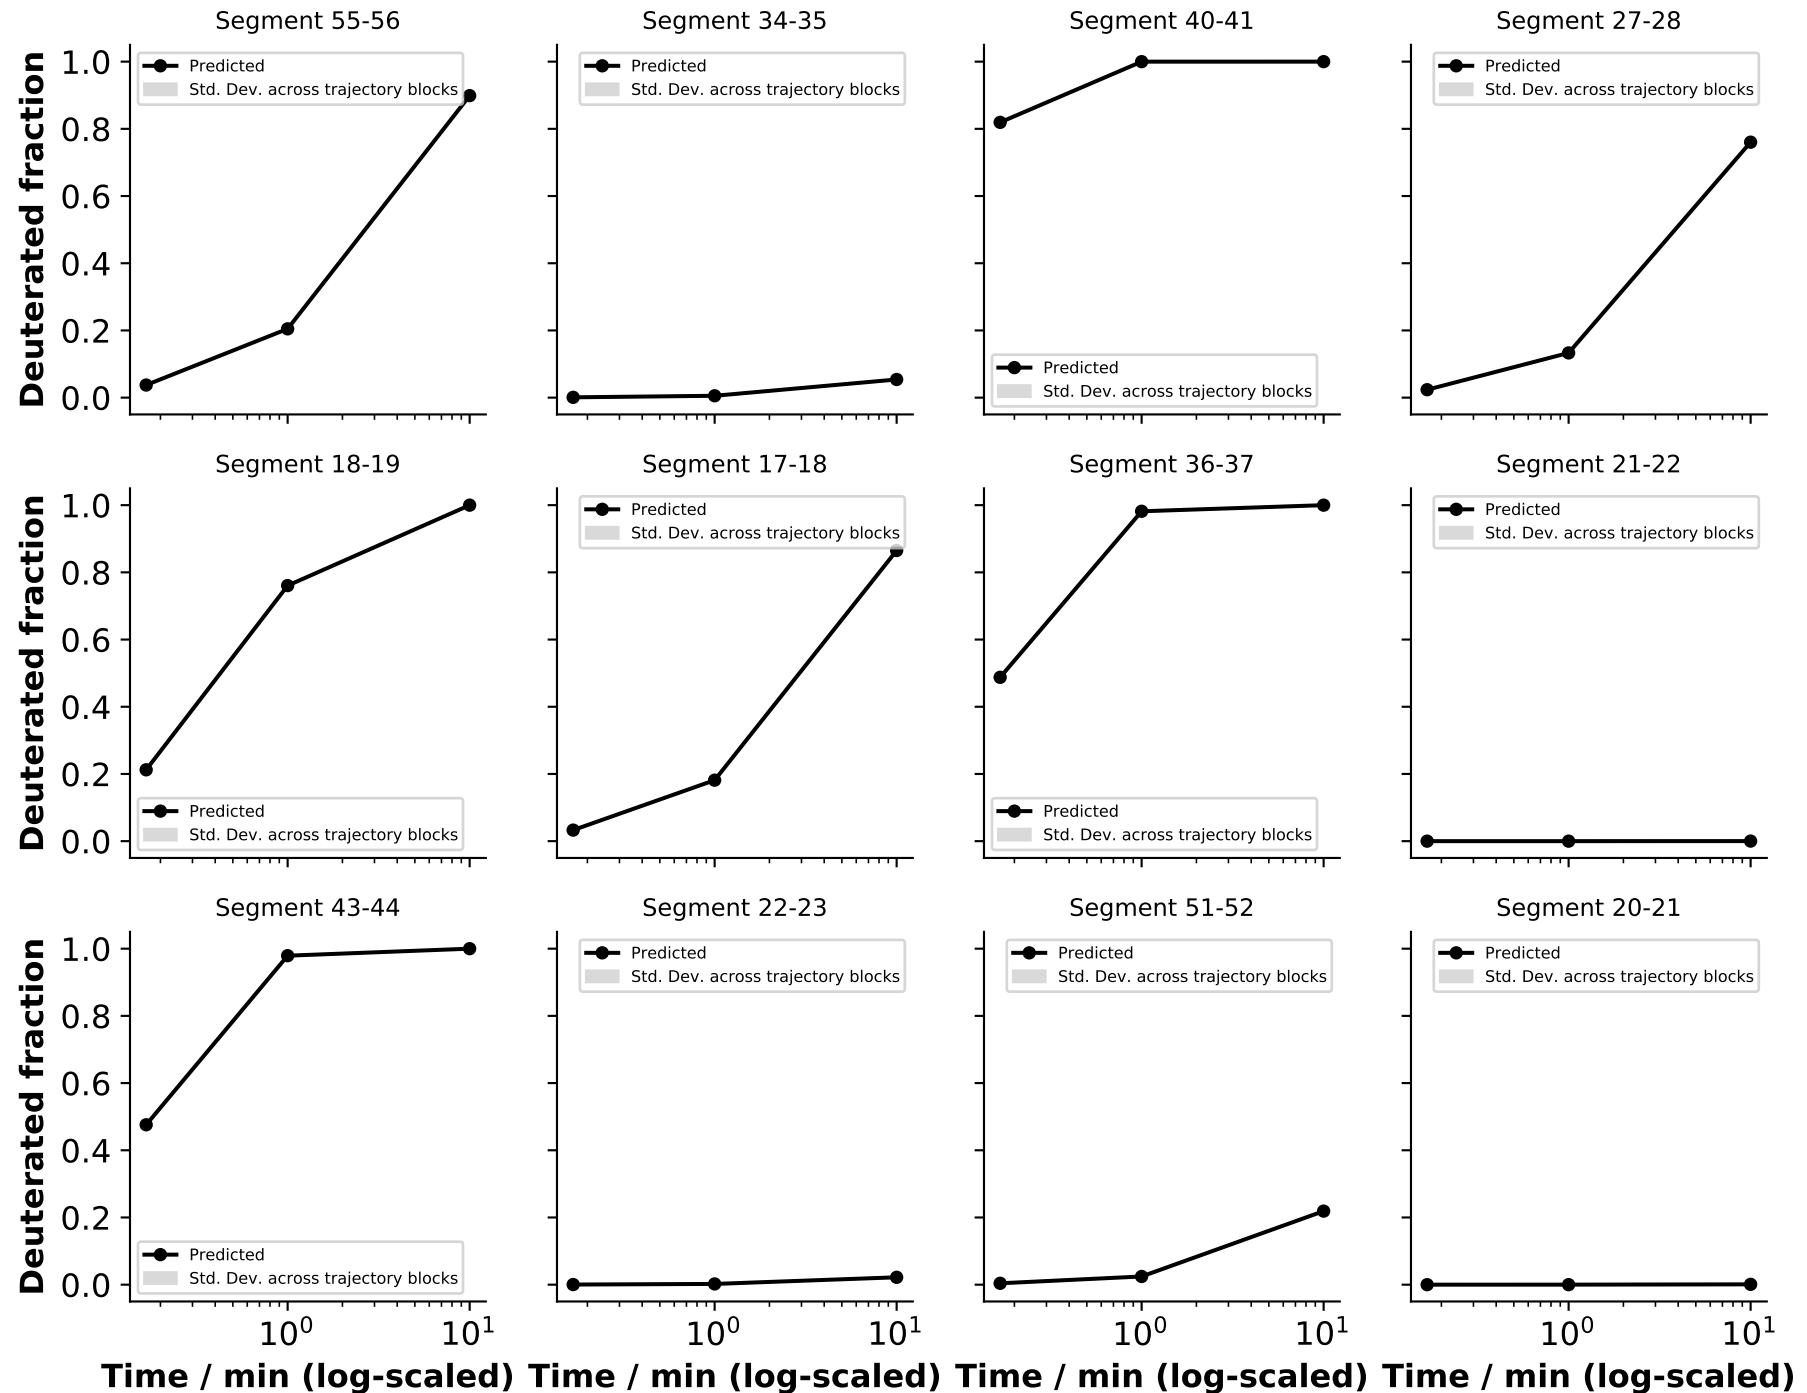 Segment 55-56
Segment 34-35
Segment 40-41
Segment 27-28
Deuterated fraction
1.0
0.8
0.6
0.4
0.2
0.0
Predicted
Std. Dev. across trajectory blocks
Predicted
Std. Dev. across trajectory blocks
Predicted
Std. Dev. across trajectory blocks
Predicted
Std. Dev. across trajectory blocks
Segment 18-19
Segment 17-18
Segment 36-37
Segment 21-22
Deuterated fraction
1.0
0.8
0.6
0.4
0.2
0.0
Predicted
Std. Dev. across trajectory blocks
Predicted
Std. Dev. across trajectory blocks
Predicted
Std. Dev. across trajectory blocks
Predicted
Std. Dev. across trajectory blocks
Segment 43-44
Segment 22-23
Segment 51-52
Segment 20-21
Deuterated fraction
1.0
0.8
0.6
0.4
0.2
0.0
Predicted
Std. Dev. across trajectory blocks
Predicted
Std. Dev. across trajectory blocks
Predicted
Std. Dev. across trajectory blocks
Predicted
Std. Dev. across trajectory blocks
10⁰ 10¹
10⁰ 10¹
10⁰ 10¹
10⁰ 10¹
Time / min (log-scaled)
Time / min (log-scaled)
Time / min (log-scaled)
Time / min (log-scaled)